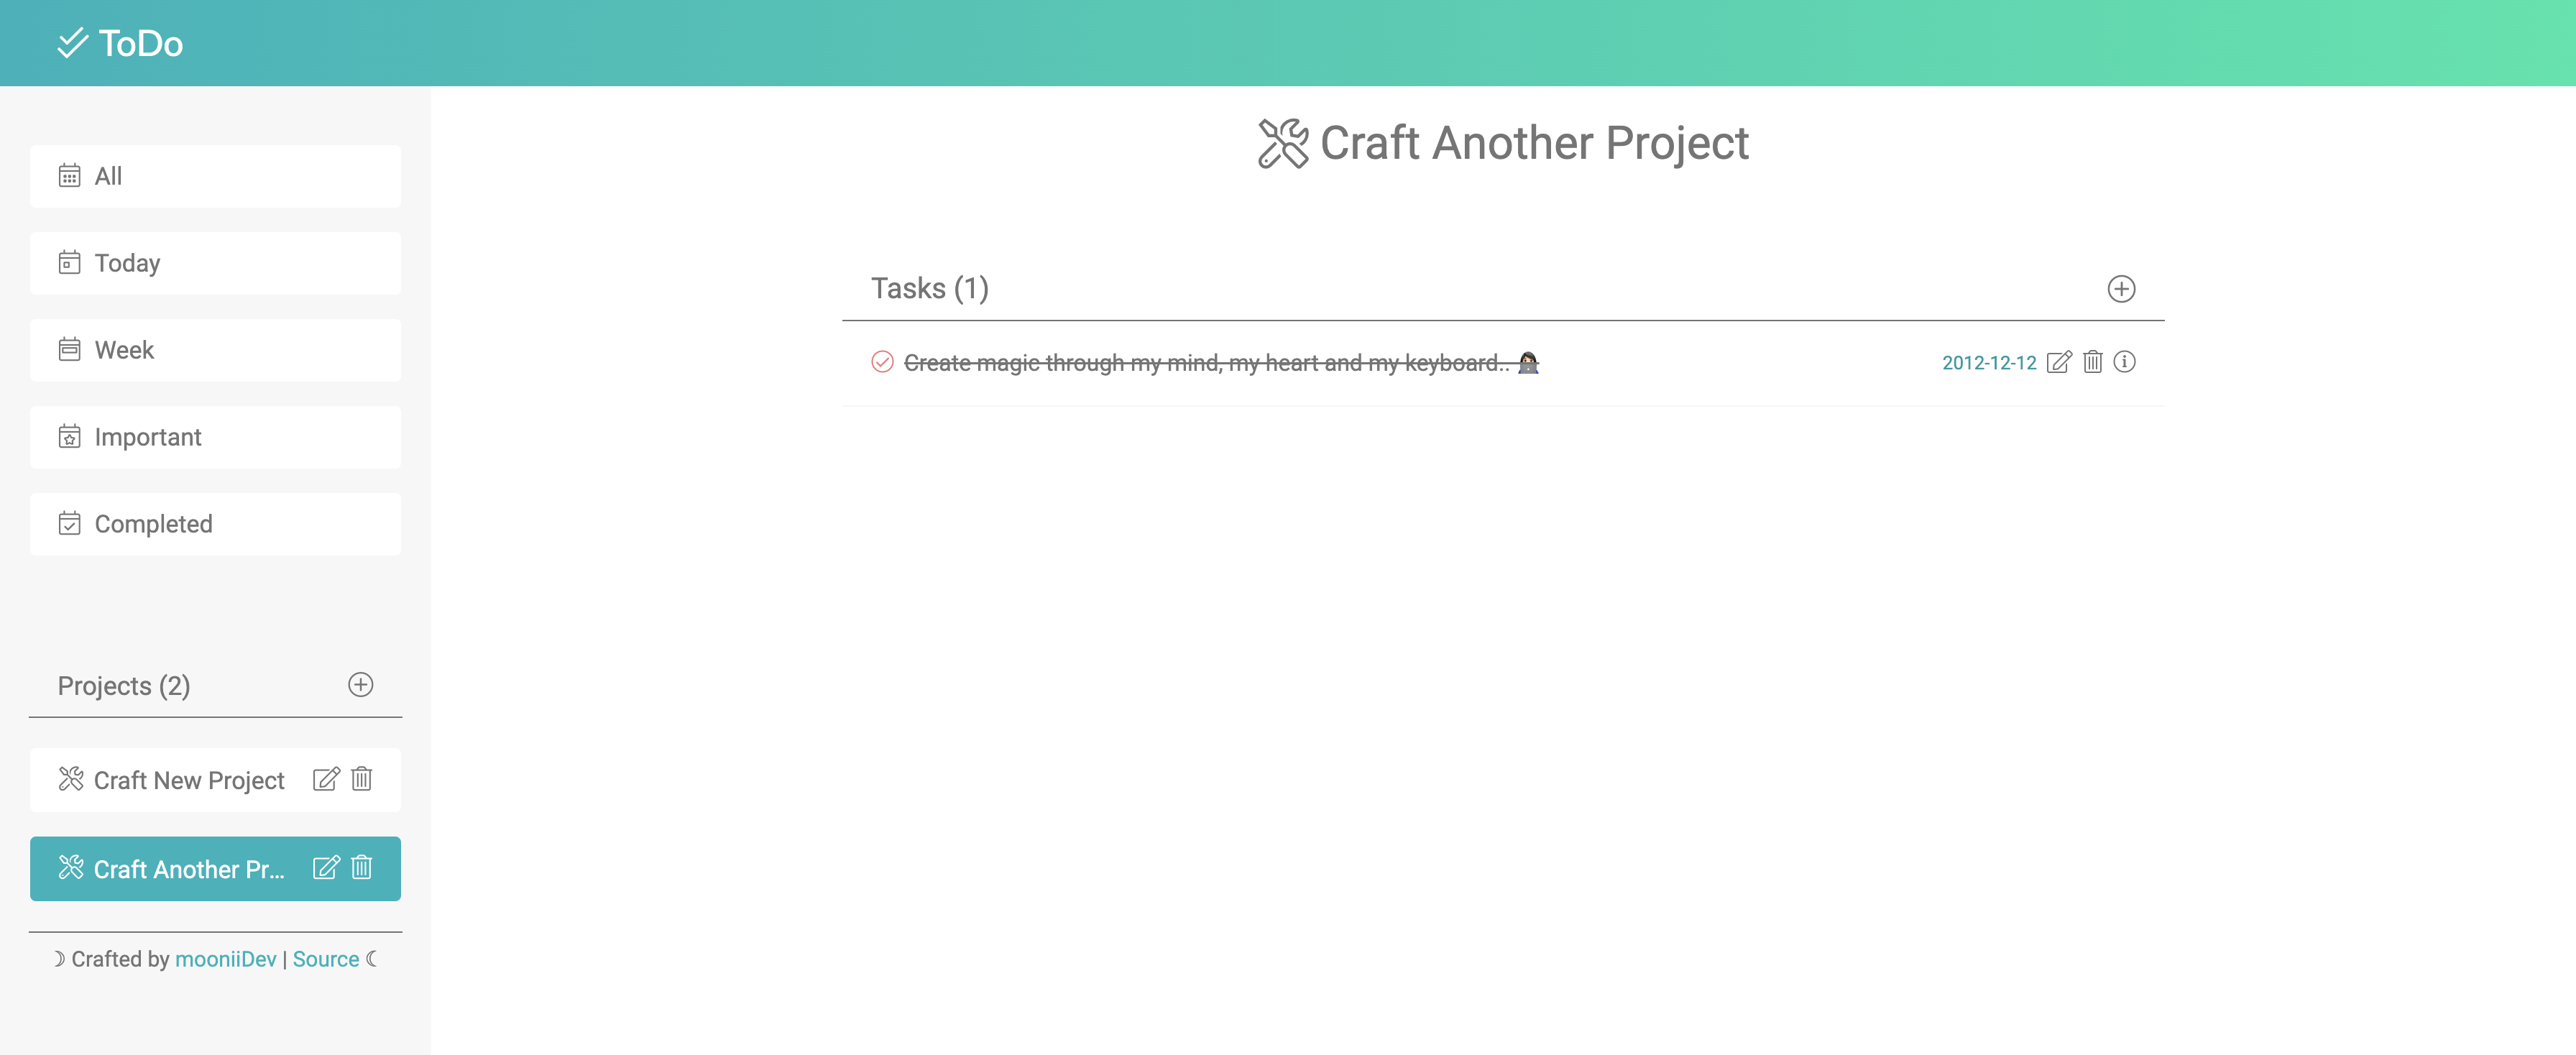 ToDo
All
Today
Week
Important
Completed
Projects (2)
Craft New Project
Craft Another Pr...
☽ Crafted by mooniiDev | Source ☾
Craft Another Project
Tasks (1)
Create magic through my mind, my heart and my keyboard.. 👩🏻‍💻 2012-12-12